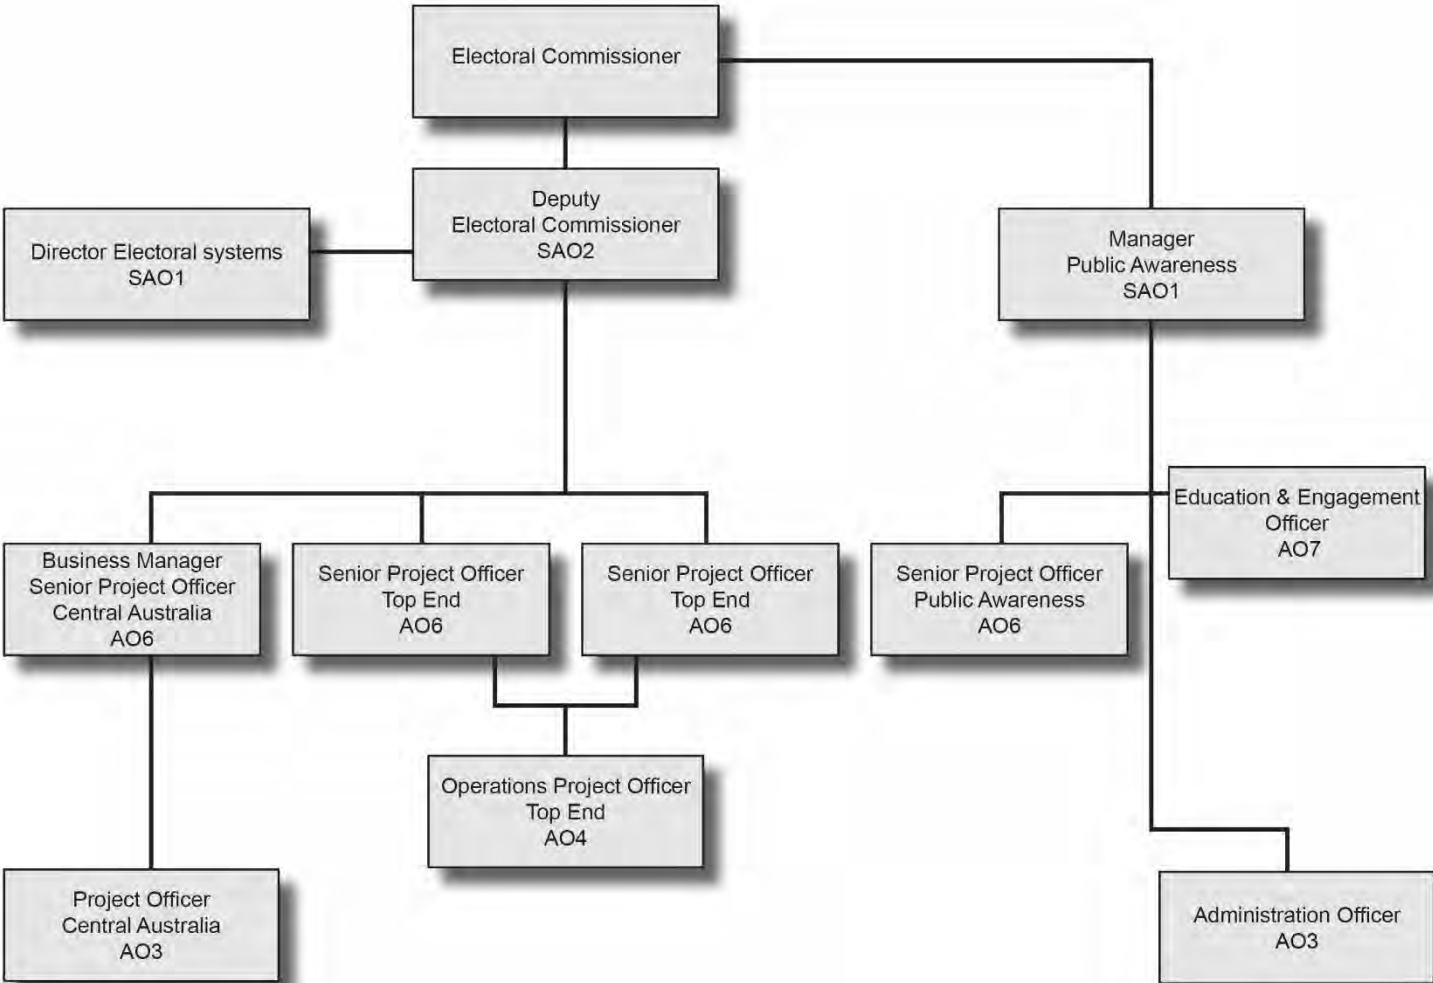 Electoral Commissioner
Deputy
Electoral Commissioner
SAO2
Director Electoral systems
SAO1
Manager
Public Awareness
SAO1
Education & Engagement
Officer
AO7
Business Manager
Senior Project Officer
Central Australia
AO6
Senior Project Officer
Top End
AO6
Senior Project Officer
Top End
AO6
Senior Project Officer
Public Awareness
AO6
Operations Project Officer
Top End
AO4
Project Officer
Central Australia
AO3
Administration Officer
AO3